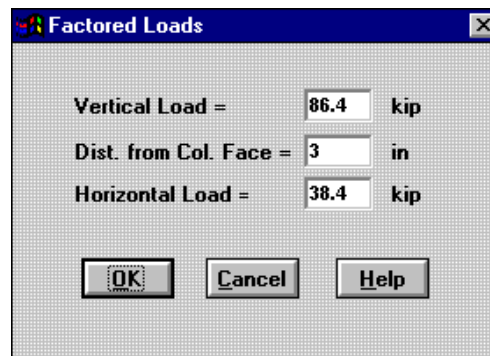 Factored Loads
Vertical Load = 86.4 kip
Dist. from Col. Face = 3 in
Horizontal Load = 38.4 kip
OK Cancel Help